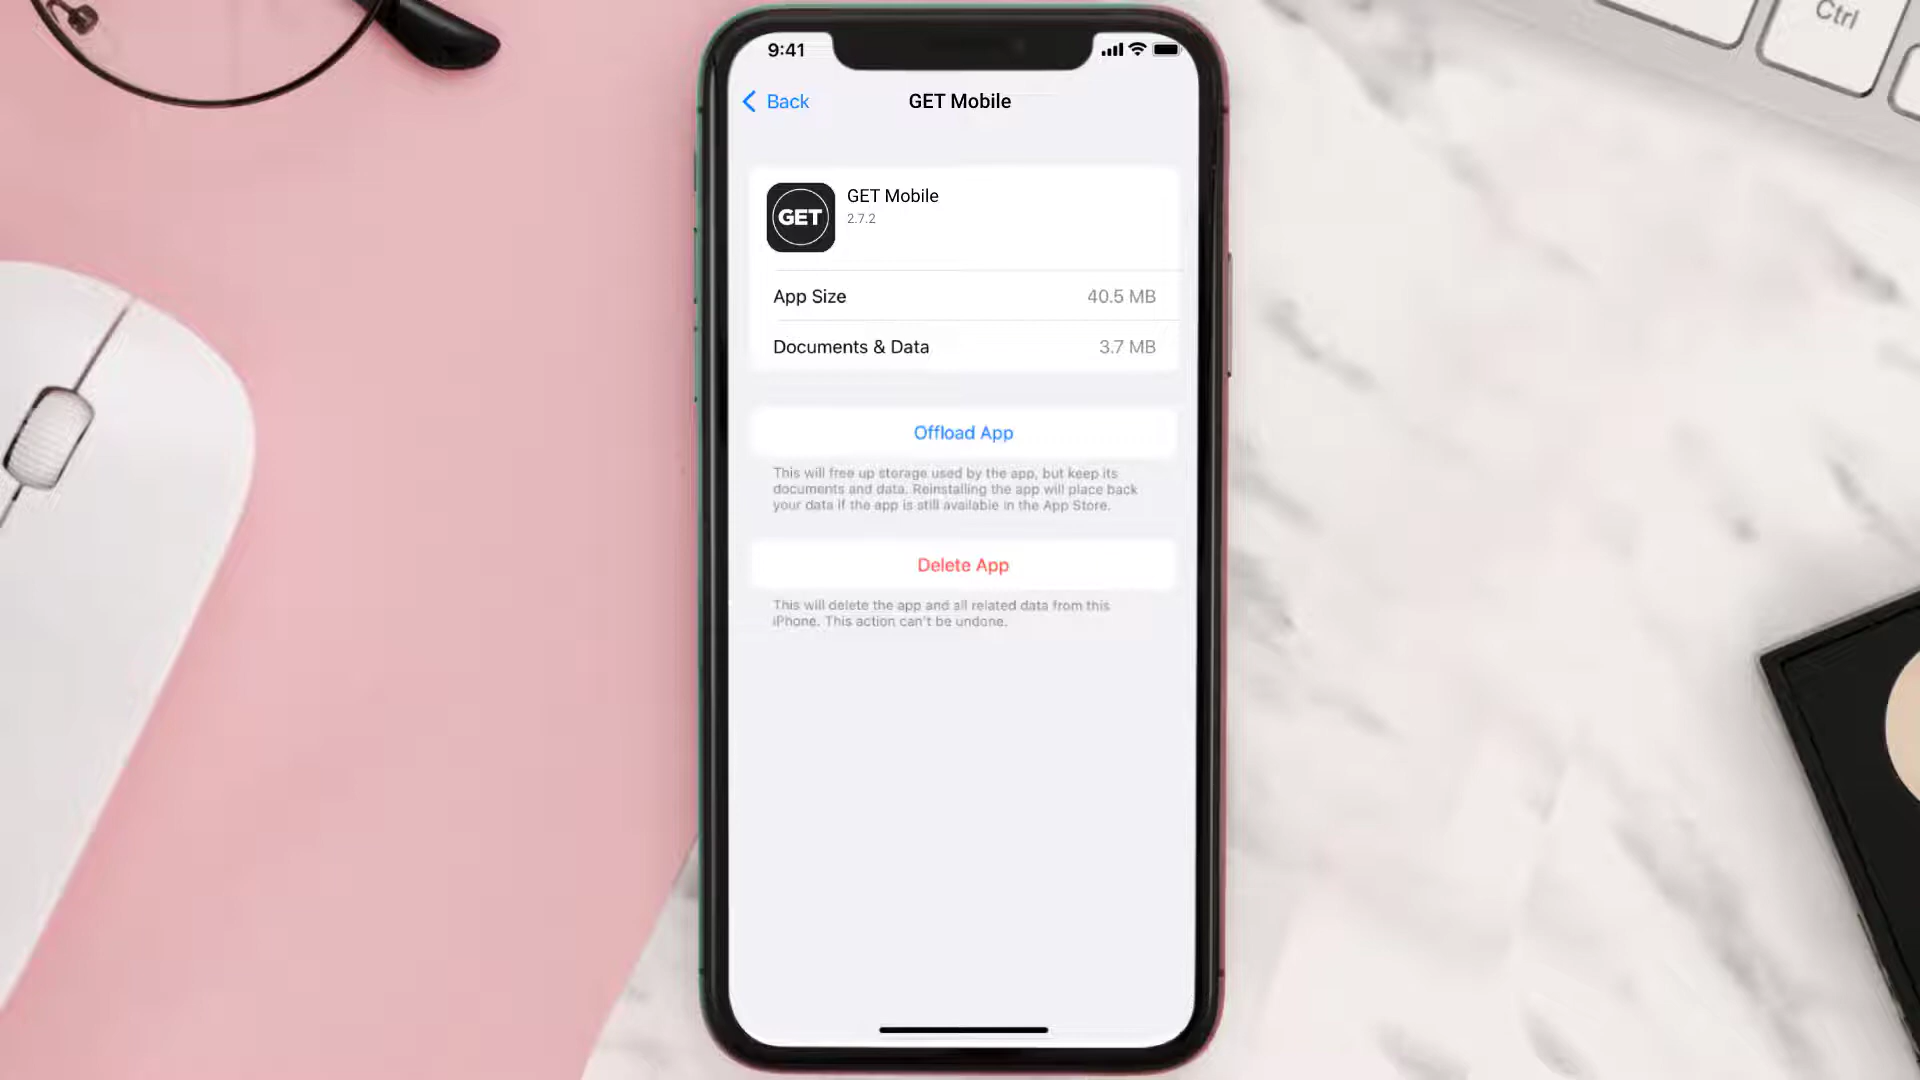 Ctrl
9:41
Back
GET Mobile
GET
GET Mobile
2.7.2
App Size
40.5 MB
Documents & Data
3.7 MB
Offload App
This will free up storage used by the app, but keep its
documents and data. Reinstalling the app will place back
your data if the app is still available in the App Store.
Delete App
This will delete the app and all related data from this
iPhone. This action can't be undone.